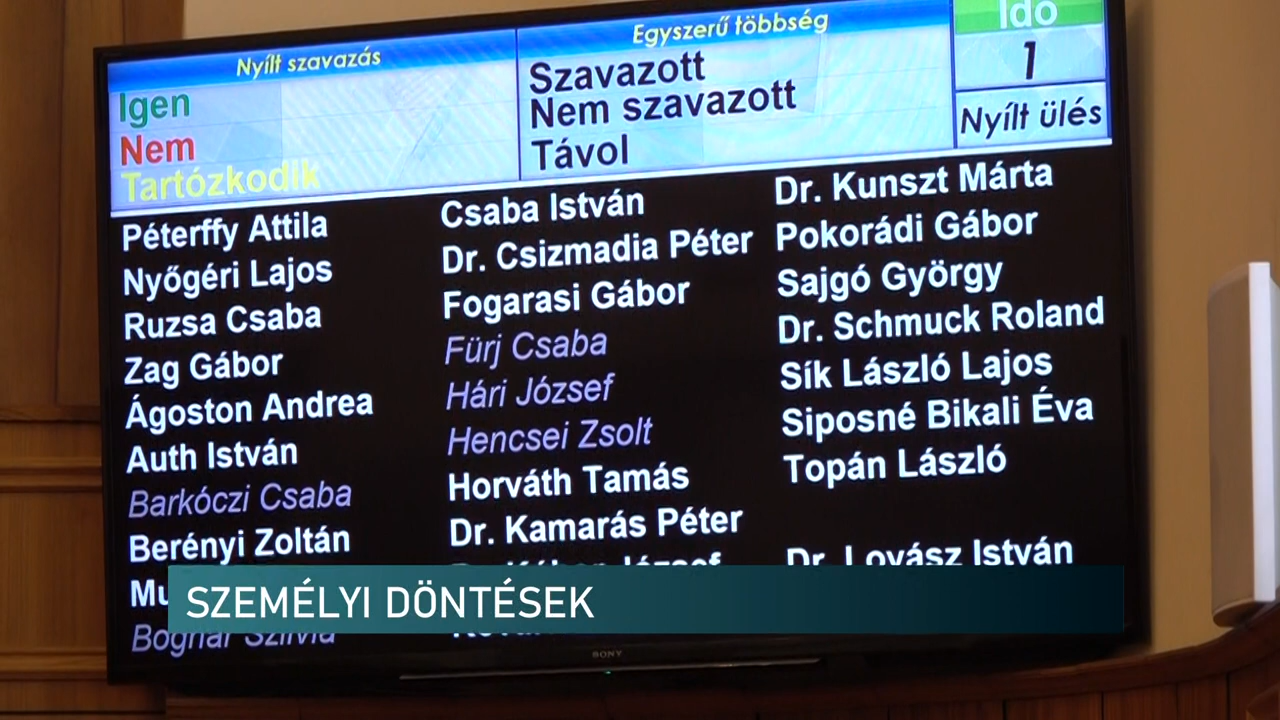 Nyílt szavazás
Igen
Nem
Tartózkodik
Egyszerű többség
Szavazott
Nem szavazott
Távol
Idő
1
Nyílt ülés
Péterffy Attila
Nyőgéri Lajos
Ruzsa Csaba
Zag Gábor
Ágoston Andrea
Auth István
Barkóczi Csaba
Berényi Zoltán
Bognár Szilvia
Csaba István
Dr. Csizmadia Péter
Fogarasi Gábor
Fürj Csaba
Hári József
Hencsei Zsolt
Horváth Tamás
Dr. Kamarás Péter
József
Dr. Kunszt Márta
Pokorádi Gábor
Sajgó György
Dr. Schmuck Roland
Sík László Lajos
Siposné Bikali Éva
Topán László
Dr. Lovász István
SZEMÉLYI DÖNTÉSEK
SONY